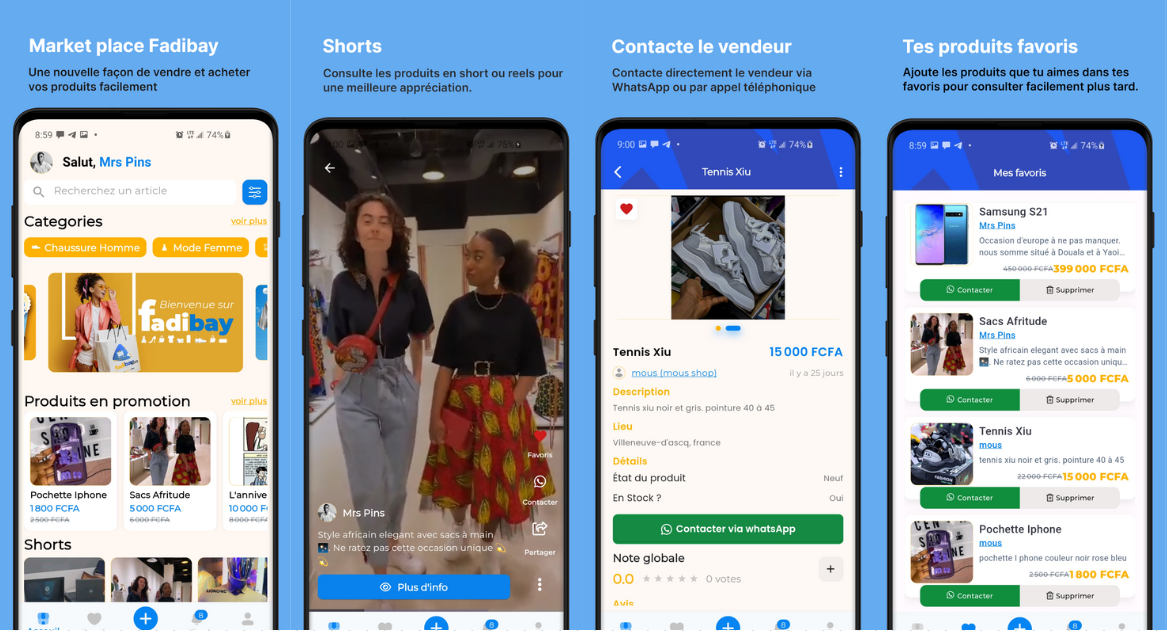 Market place Fadibay
Une nouvelle façon de vendre et acheter
vos produits facilement
8:59
74%
Salut, Mrs Pins
Recherchez un article
Categories
voir plus
Chaussure Homme
Mode Femme
Bienvenue sur
fadibay
Produits en promotion
voir plus
Pochette Iphone
1 800 FCFA
2 500 FCFA
Sacs Afritude
5 000 FCFA
6 000 FCFA
L'annive
10 000 F
8 000 FC
Shorts
8
Accueil
Shorts
Consulte les produits en short ou reels pour
une meilleure appréciation.
Favoris
Contacter
Mrs Pins
Style africain elegant avec sacs à main
. Ne ratez pas cette occasion unique
Partager
Plus d'info
8
Contacte le vendeur
Contacte directement le vendeur via
WhatsApp ou par appel téléphonique
9:00
74%
Tennis Xiu
Tennis Xiu
15 000 FCFA
mous (mous shop)
il y a 25 jours
Description
Tennis xiu noir et gris. pointure 40 à 45
Lieu
Villeneuve-d'ascq, france
Détails
État du produit
Neuf
En Stock ?
Oui
Contacter via whatsApp
Note globale
+
0.0
0 votes
Avis
8
Tes produits favoris
Ajoute les produits que tu aimes dans tes
favoris pour consulter facilement plus tard.
8:59
74%
Mes favoris
Samsung S21
Mrs Pins
Occasion d'europe à ne pas manquer.
nous somme situé à Douala et à Yaoi...
450 000 FCFA 399 000 FCFA
Contacter
Supprimer
Sacs Afritude
Mrs Pins
Style africain elegant avec sacs à main
. Ne ratez pas cette occasion uniqu...
6 000 FCFA 5 000 FCFA
Contacter
Supprimer
Tennis Xiu
mous
tennis xiu noir et gris. pointure 40 à 45
22 000 FCFA 15 000 FCFA
Contacter
Supprimer
Pochette Iphone
mous
pochette I phone couleur noir rose bleu
2 500 FCFA 1 800 FCFA
Contacter
Supprimer
8